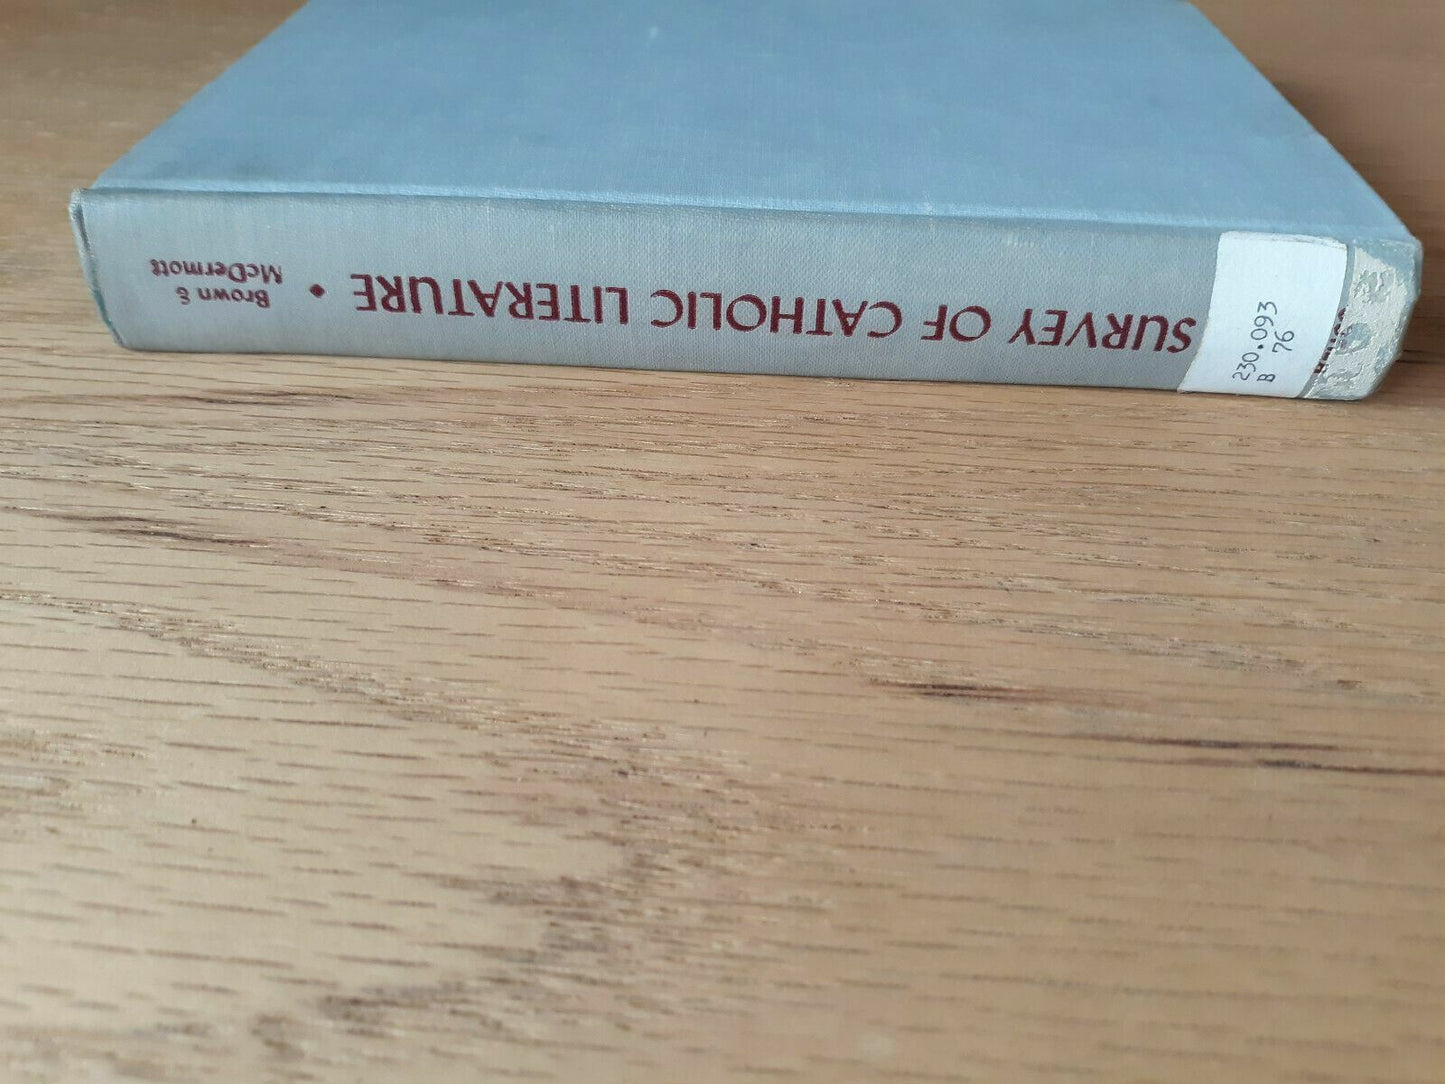 SURVEY OF CATHOLIC LITERATURE • Brown &
McDermott
230.093
B 76